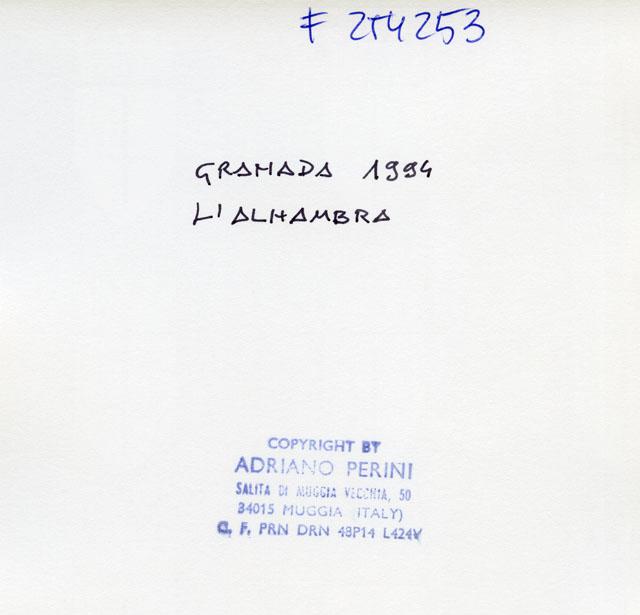 F 254253
GRANADA 1994
L'ALHAMBRA
COPYRIGHT BY
ADRIANO PERINI
SALITA DI MUGGIA VECCHIA, 50
34015 MUGGIA (ITALY)
C. F. PRN DRN 48P14 L424V